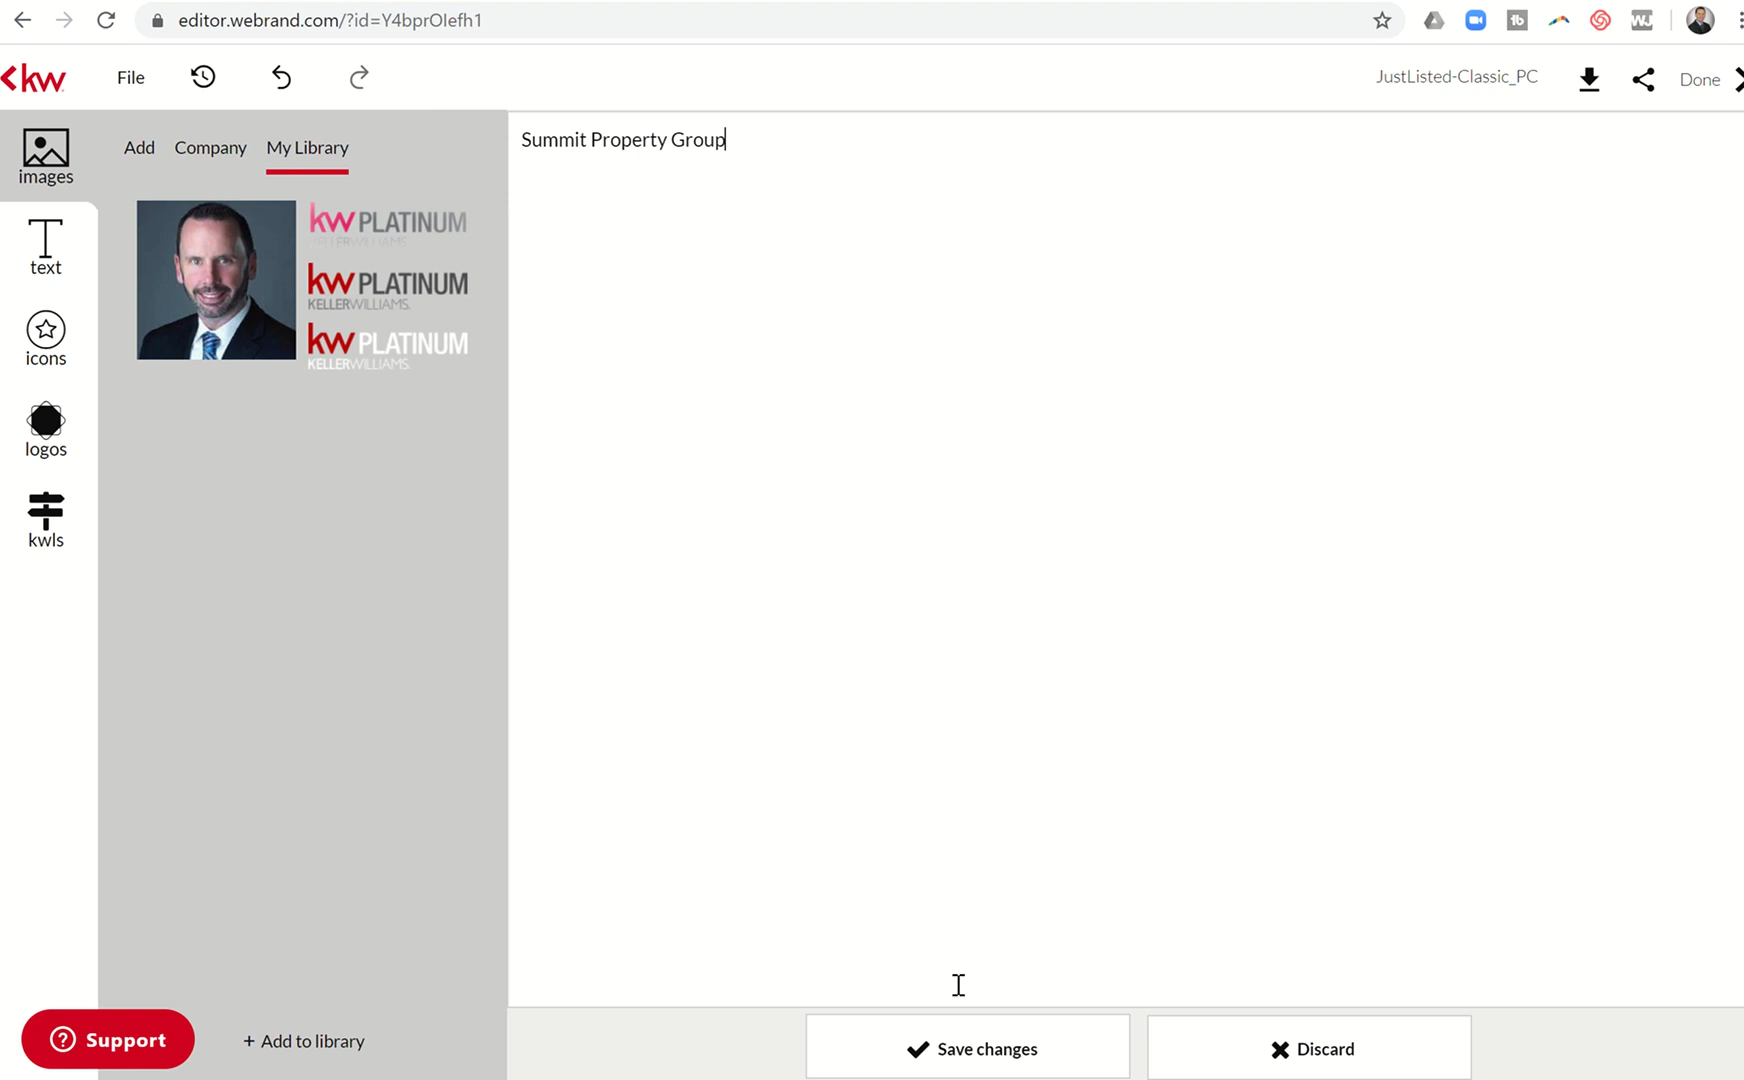 editor.webrand.com/?id=Y4bprOIefh1
kw
File
JustListed-Classic_PC
Done
images
text
icons
logos
kwls
Add
Company
My Library
kw PLATINUM
KELLERWILLIAMS.
kw PLATINUM
KELLERWILLIAMS.
kw PLATINUM
KELLERWILLIAMS.
Summit Property Group
? Support
+ Add to library
Save changes
Discard